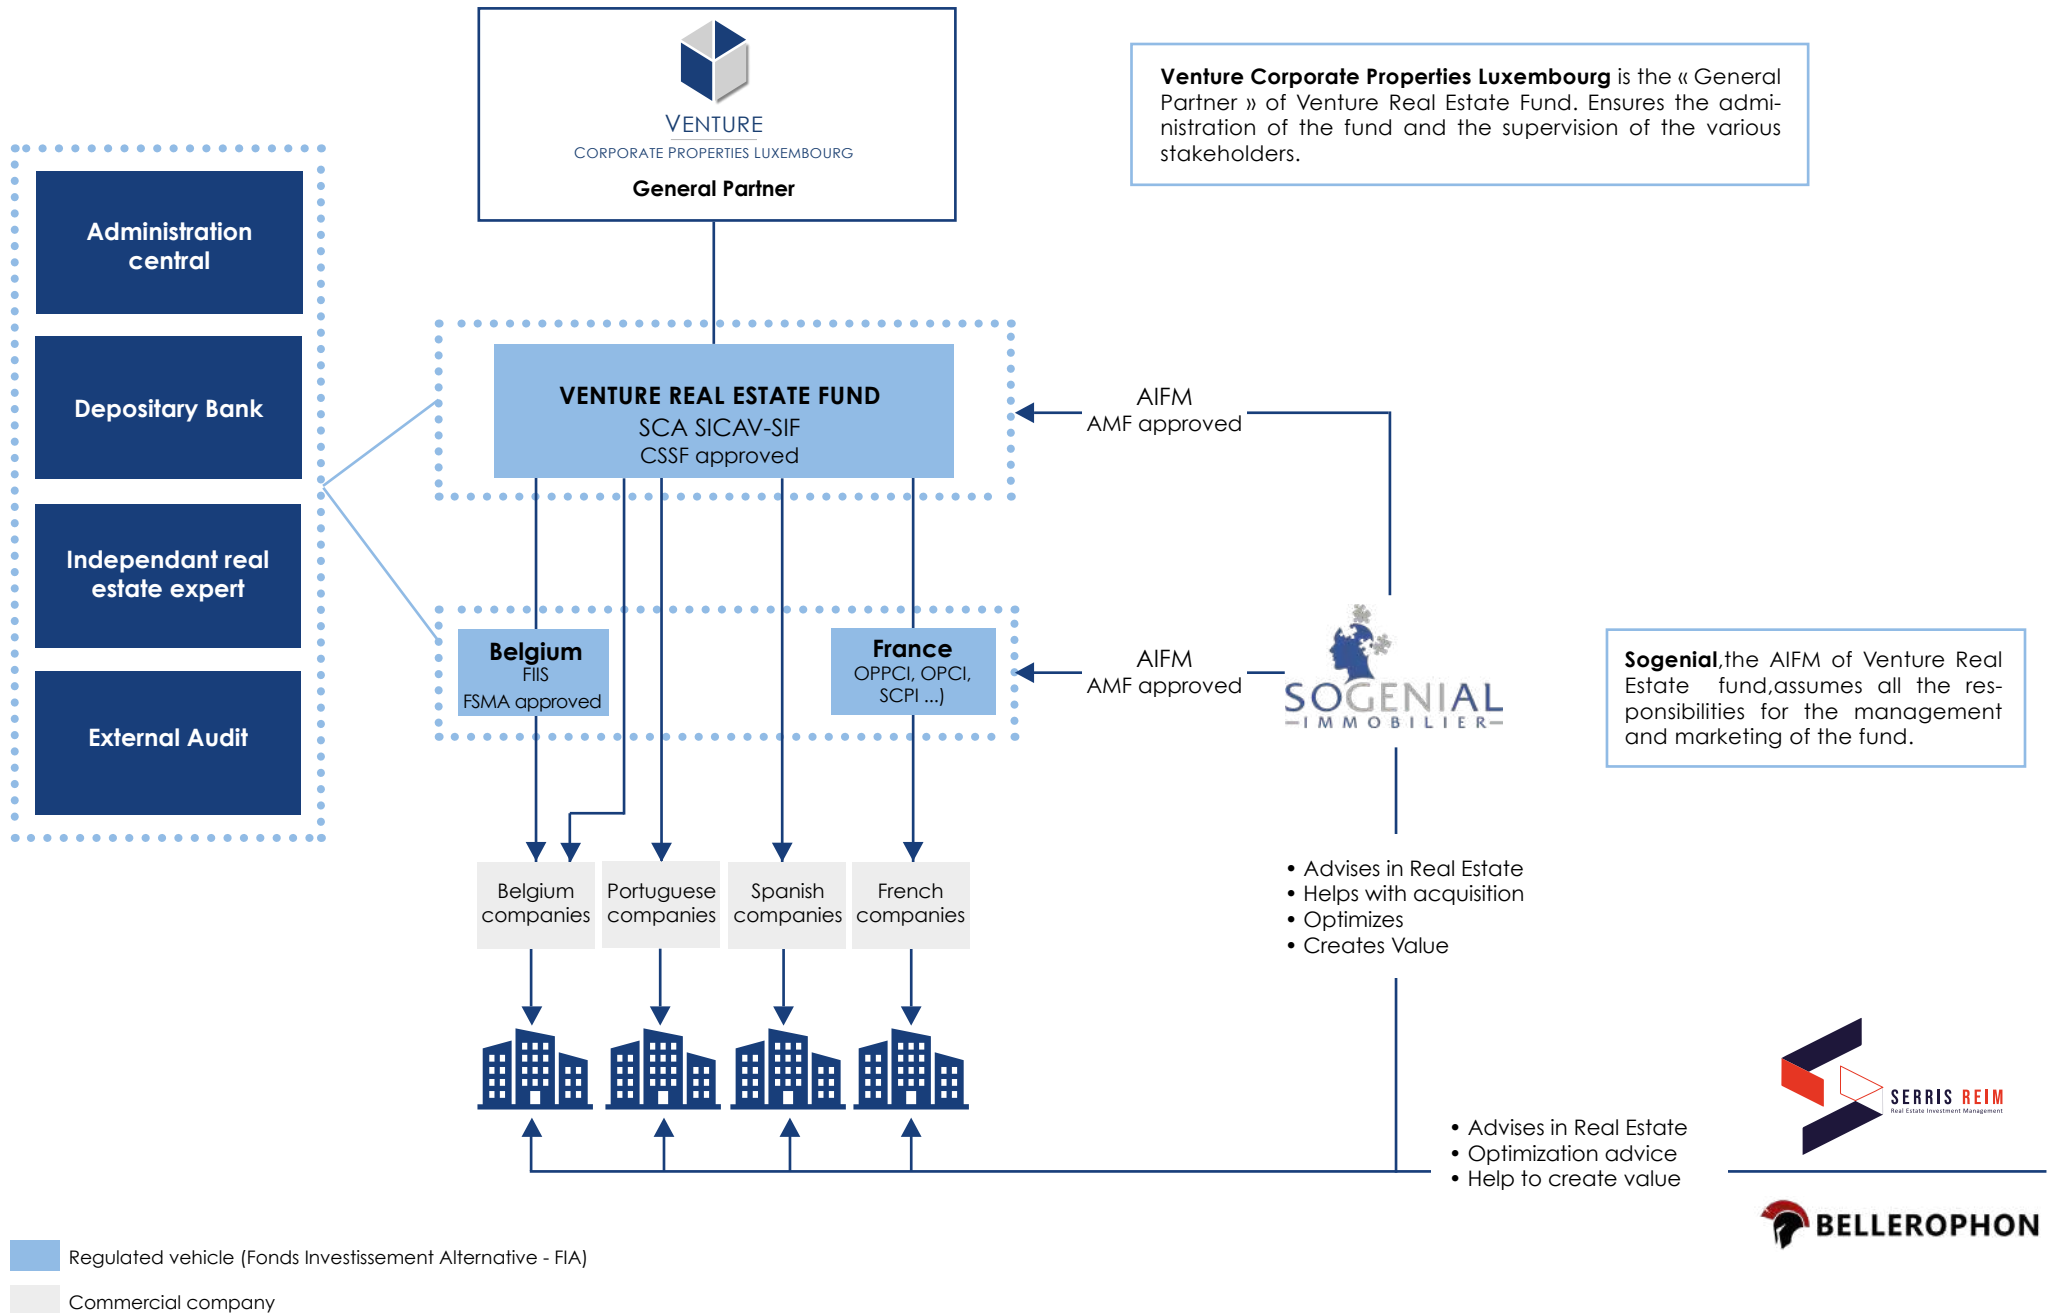 VENTURE
CORPORATE PROPERTIES LUXEMBOURG
General Partner
Venture Corporate Properties Luxembourg is the « General
Partner » of Venture Real Estate Fund. Ensures the admi-
nistration of the fund and the supervision of the various
stakeholders.
Administration
central
Depositary Bank
Independant real
estate expert
External Audit
VENTURE REAL ESTATE FUND
SCA SICAV-SIF
CSSF approved
AIFM
AMF approved
Belgium
FIIS
FSMA approved
France
OPPCI, OPCI,
SCPI ...)
AIFM
AMF approved
SOGENIAL
IMMOBILIER
Sogenial,the AIFM of Venture Real
Estate fund,assumes all the res-
ponsibilities for the management
and marketing of the fund.
Belgium
companies
Portuguese
companies
Spanish
companies
French
companies
• Advises in Real Estate
• Helps with acquisition
• Optimizes
• Creates Value
SERRIS REIM
Real Estate Investment Management
• Advises in Real Estate
• Optimization advice
• Help to create value
BELLEROPHON
Regulated vehicle (Fonds Investissement Alternative - FIA)
Commercial company